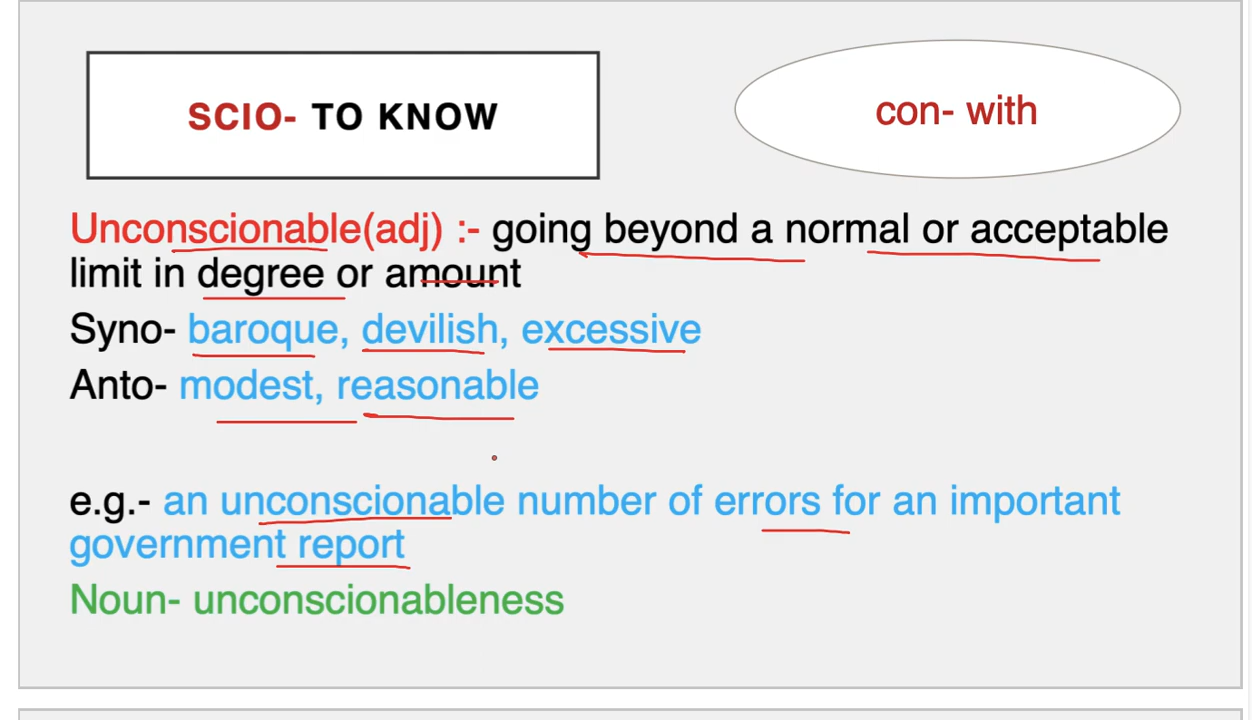 SCIO- TO KNOW
con- with
Unconscionable(adj) :- going beyond a normal or acceptable
limit in degree or amount
Syno- baroque, devilish, excessive
Anto- modest, reasonable
e.g.- an unconscionable number of errors for an important
government report
Noun- unconscionableness